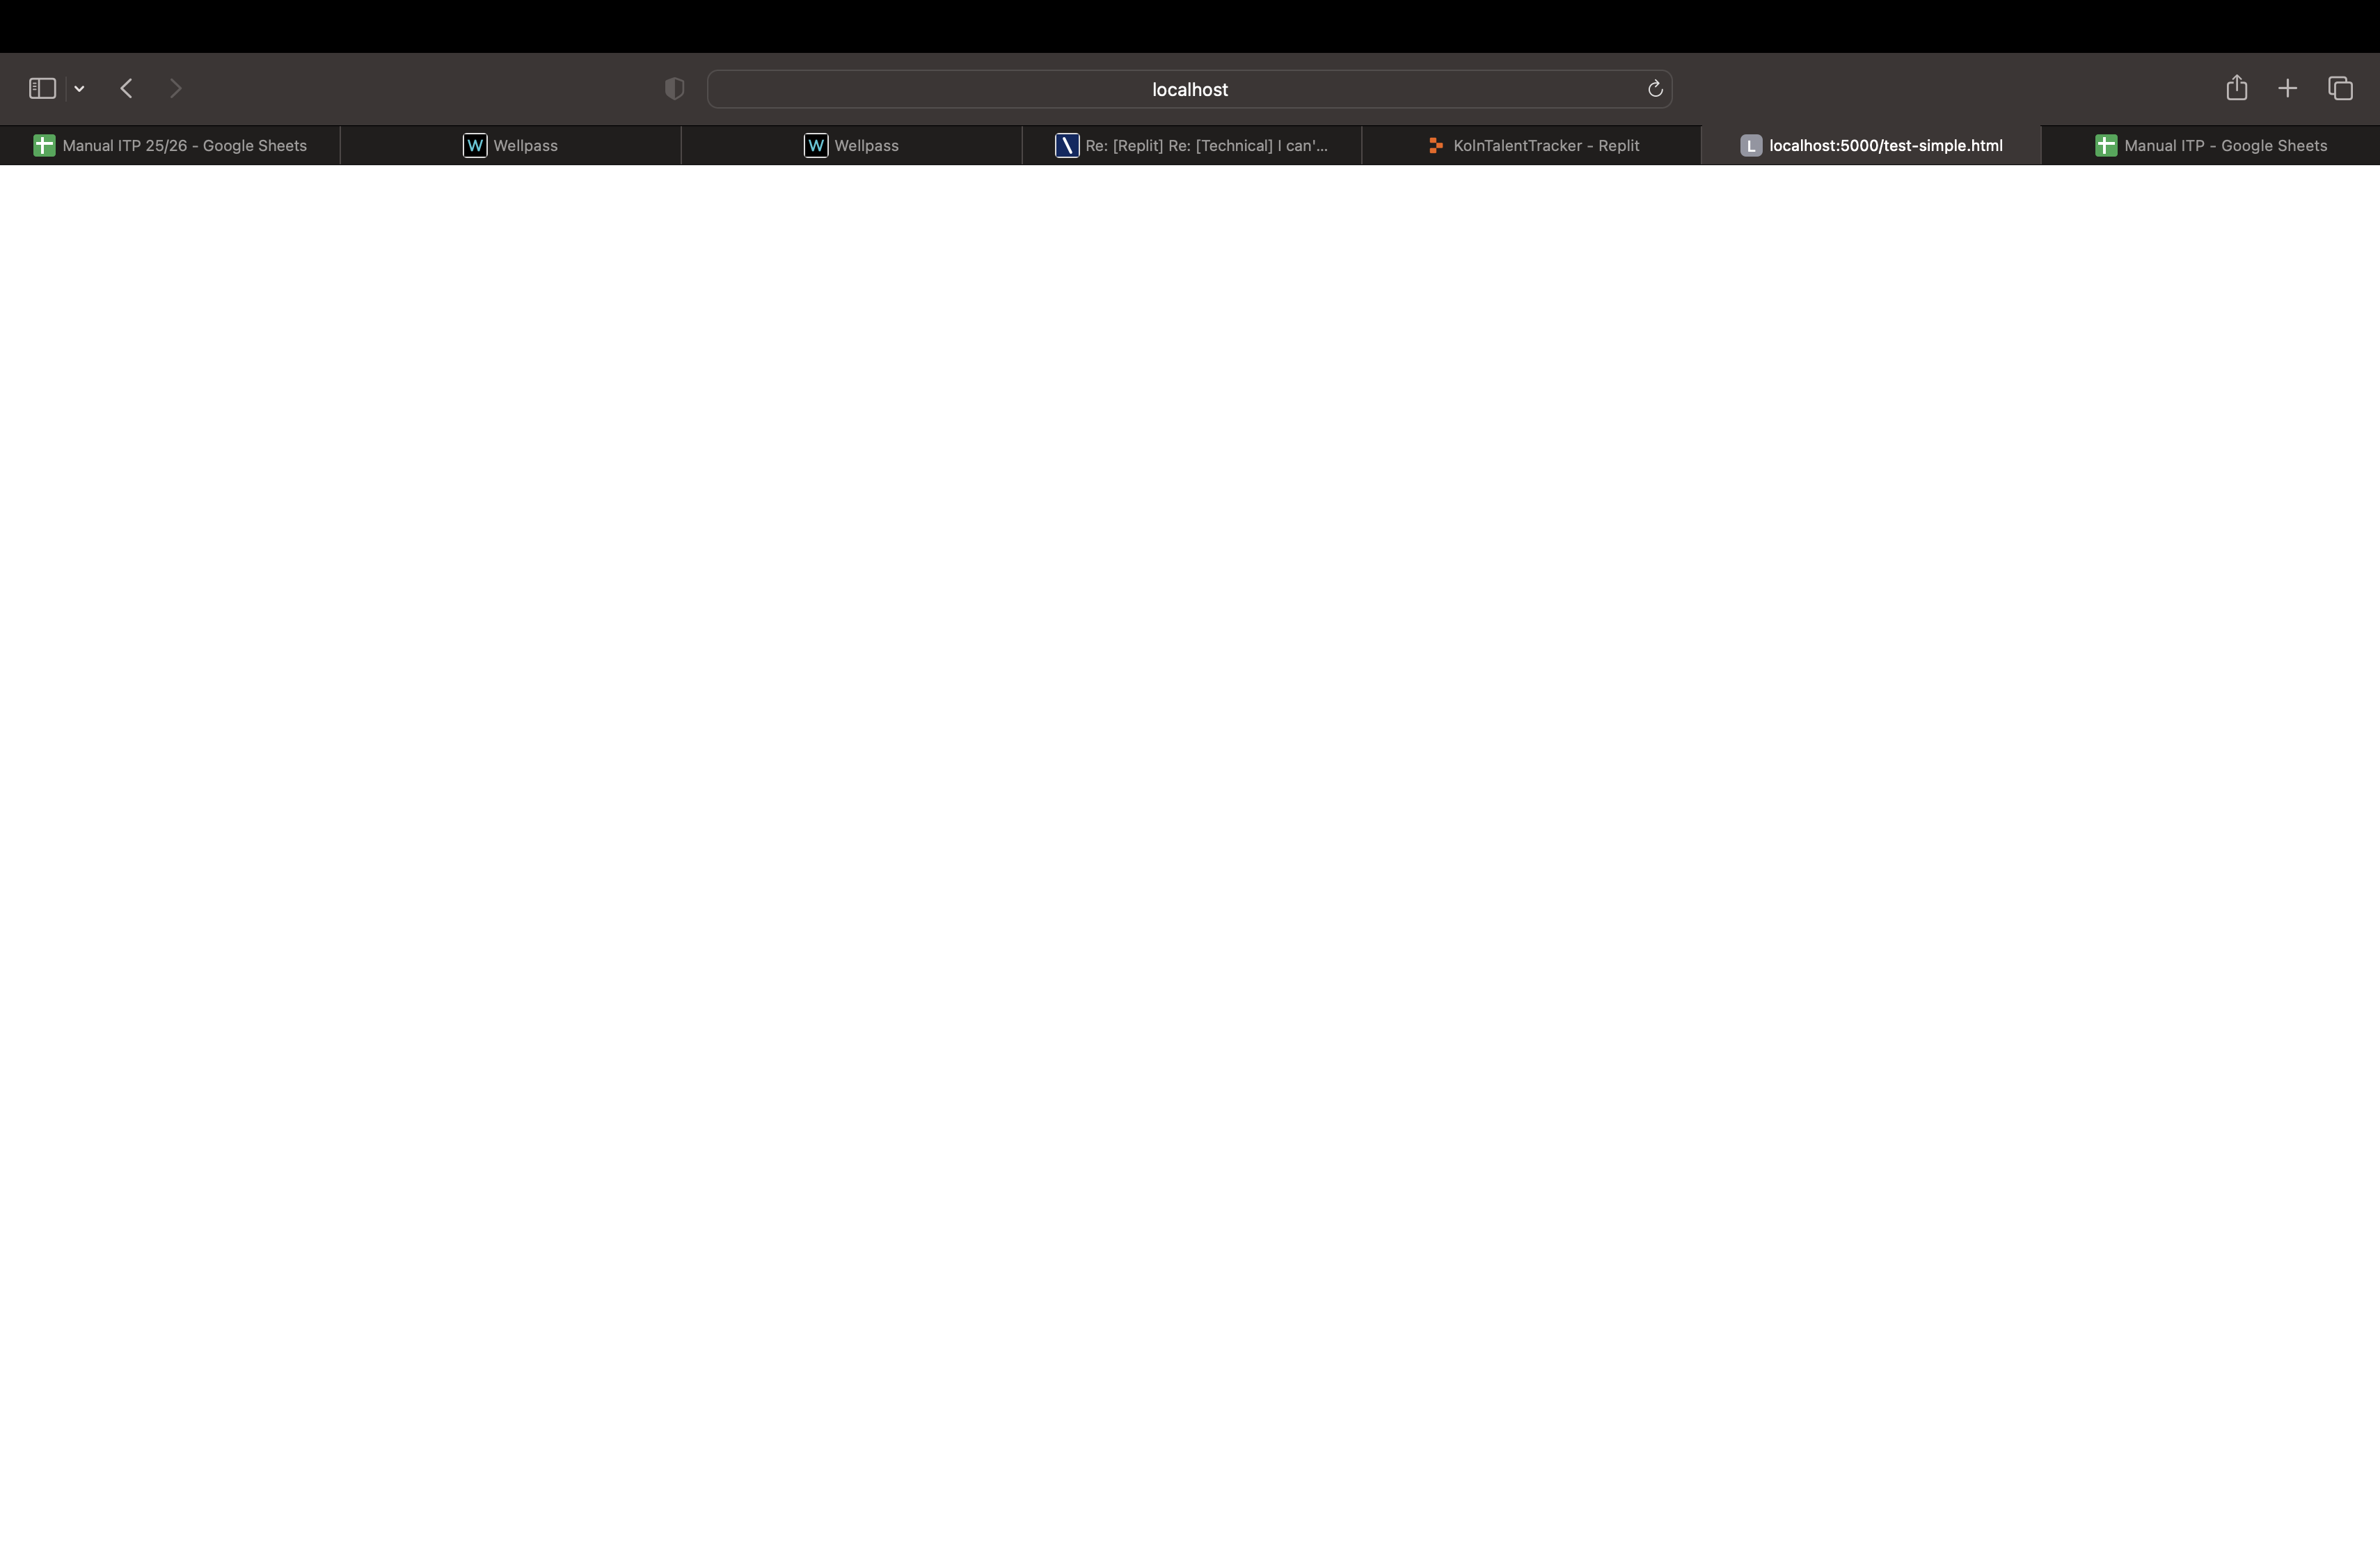 localhost
Manual ITP 25/26 - Google Sheets
W Wellpass
W Wellpass
Re: [Replit] Re: [Technical] I can'...
KolnTalentTracker - Replit
L localhost:5000/test-simple.html
Manual ITP - Google Sheets